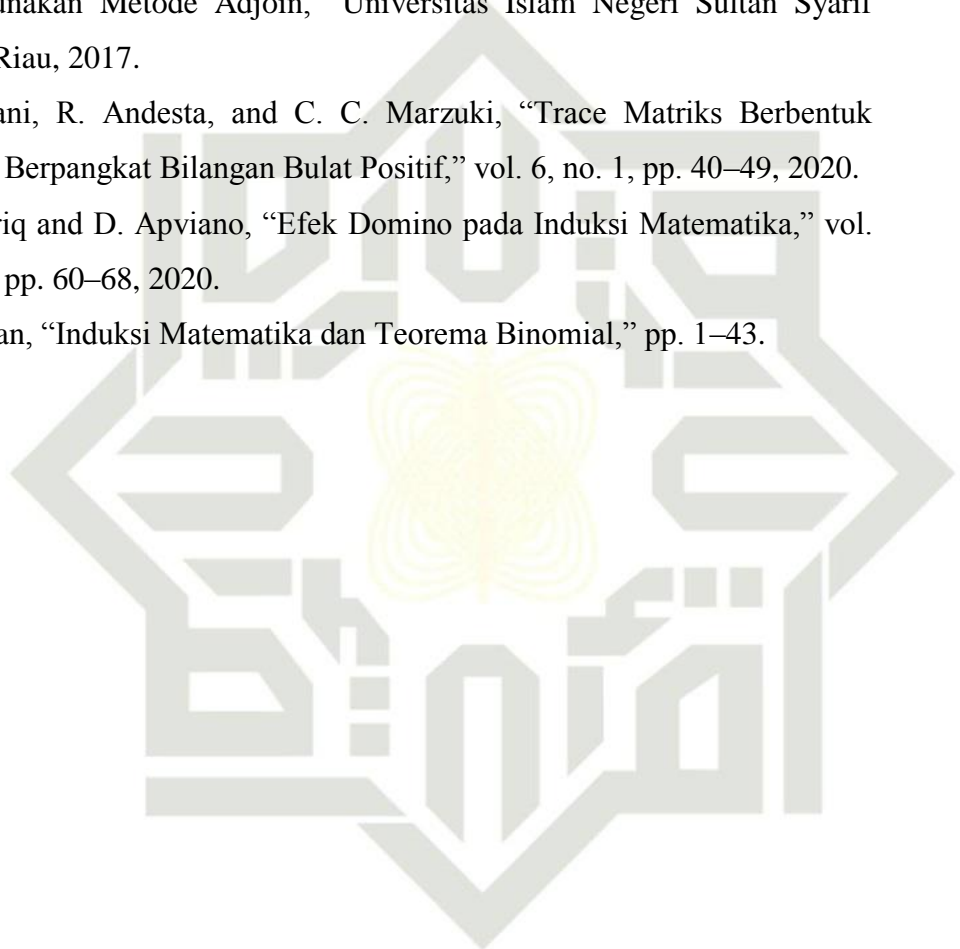 unakan Metode Adjoin,” Universitas Islam Negeri Sultan Syarif
Riau, 2017.
ani, R. Andesta, and C. C. Marzuki, “Trace Matriks Berbentuk
Berpangkat Bilangan Bulat Positif,” vol. 6, no. 1, pp. 40–49, 2020.
riq and D. Apviano, “Efek Domino pada Induksi Matematika,” vol.
pp. 60–68, 2020.
an, “Induksi Matematika dan Teorema Binomial,” pp. 1–43.